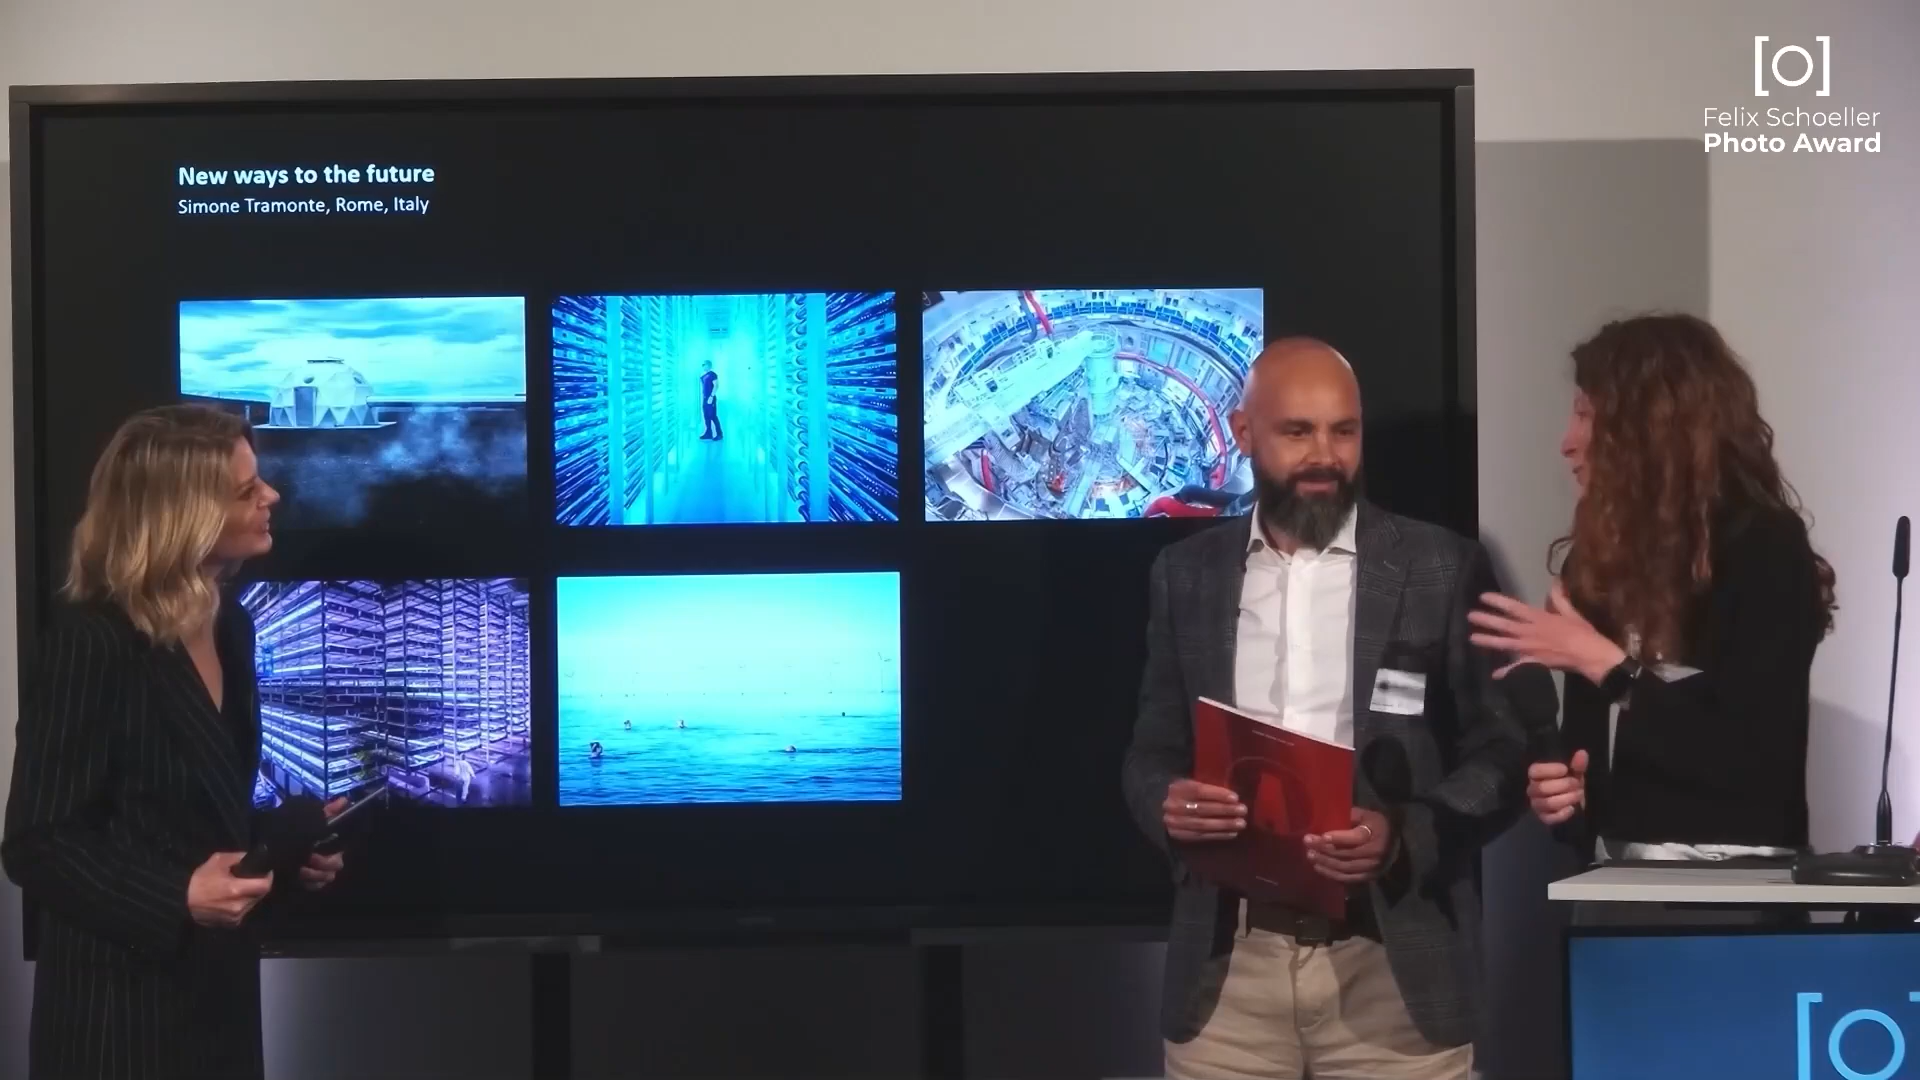 [O]
Felix Schoeller
Photo Award
New ways to the future
Simone Tramonte, Rome, Italy